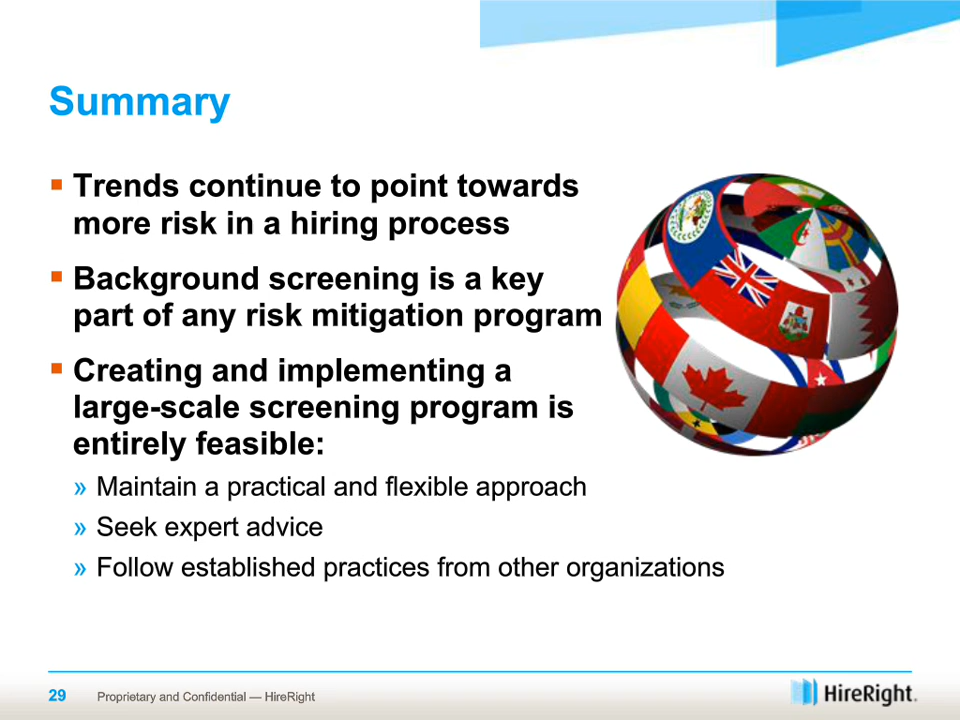 Summary
▪ Trends continue to point towards
more risk in a hiring process
▪ Background screening is a key
part of any risk mitigation program
▪ Creating and implementing a
large-scale screening program is
entirely feasible:
» Maintain a practical and flexible approach
» Seek expert advice
» Follow established practices from other organizations
29 Proprietary and Confidential — HireRight
HireRight.